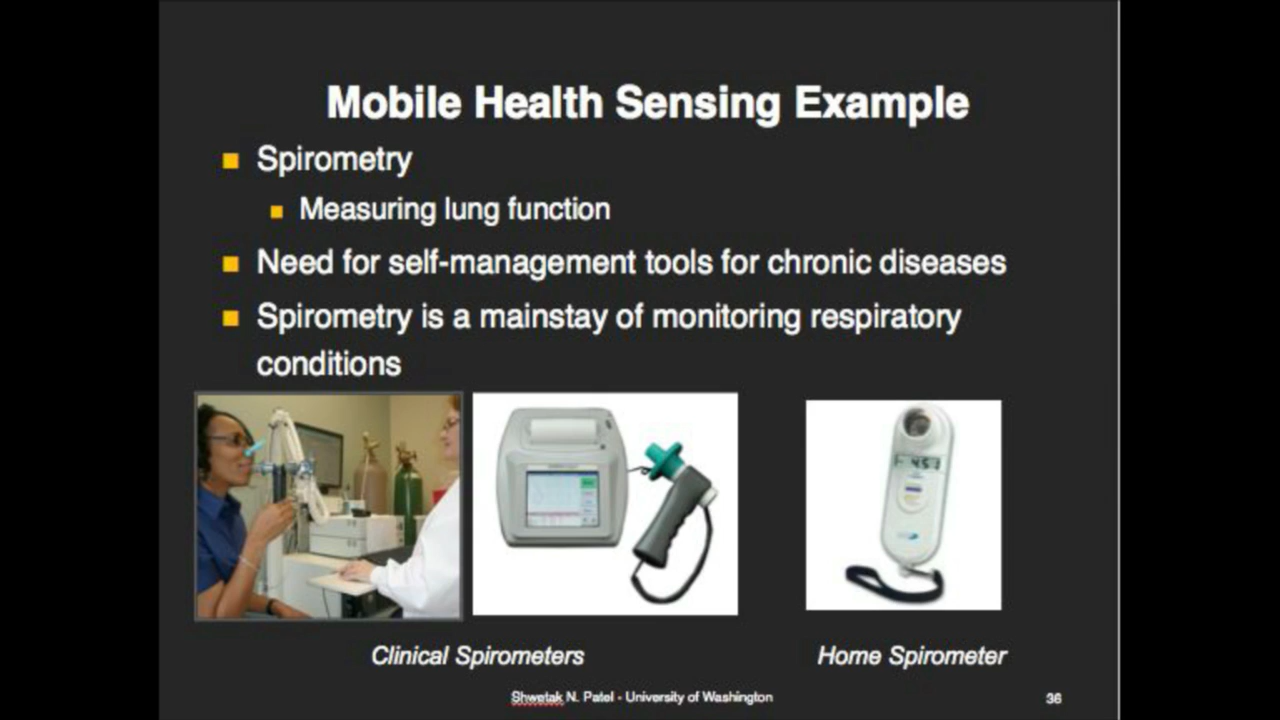 Mobile Health Sensing Example
Spirometry
Measuring lung function
Need for self-management tools for chronic diseases
Spirometry is a mainstay of monitoring respiratory
conditions
Clinical Spirometers
Home Spirometer
Shwetak N. Patel - University of Washington
36